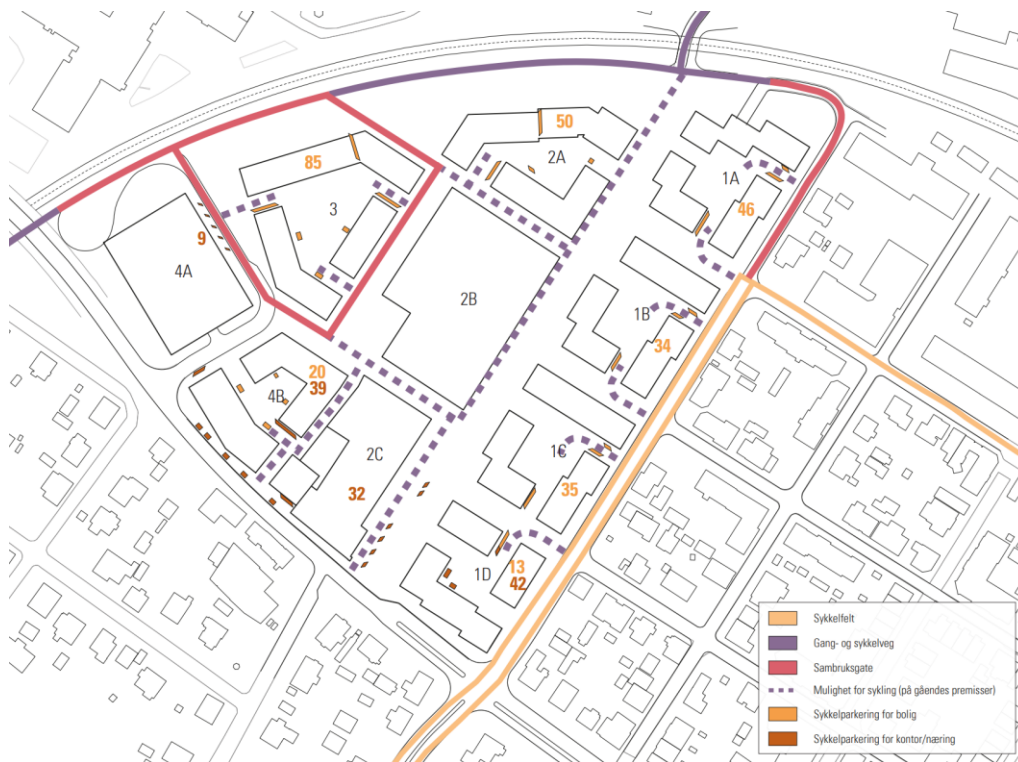 50
2A
85
1A
3
46
9
4A
2B
1B
34
20
39
4B
2C
1C
32
35
13
42
1D
Sykkelfelt
Gang- og sykkelveg
Sambruksgate
Mulighet for sykling (på gåendes premisser)
Sykkelparkering for bolig
Sykkelparkering for kontor/næring